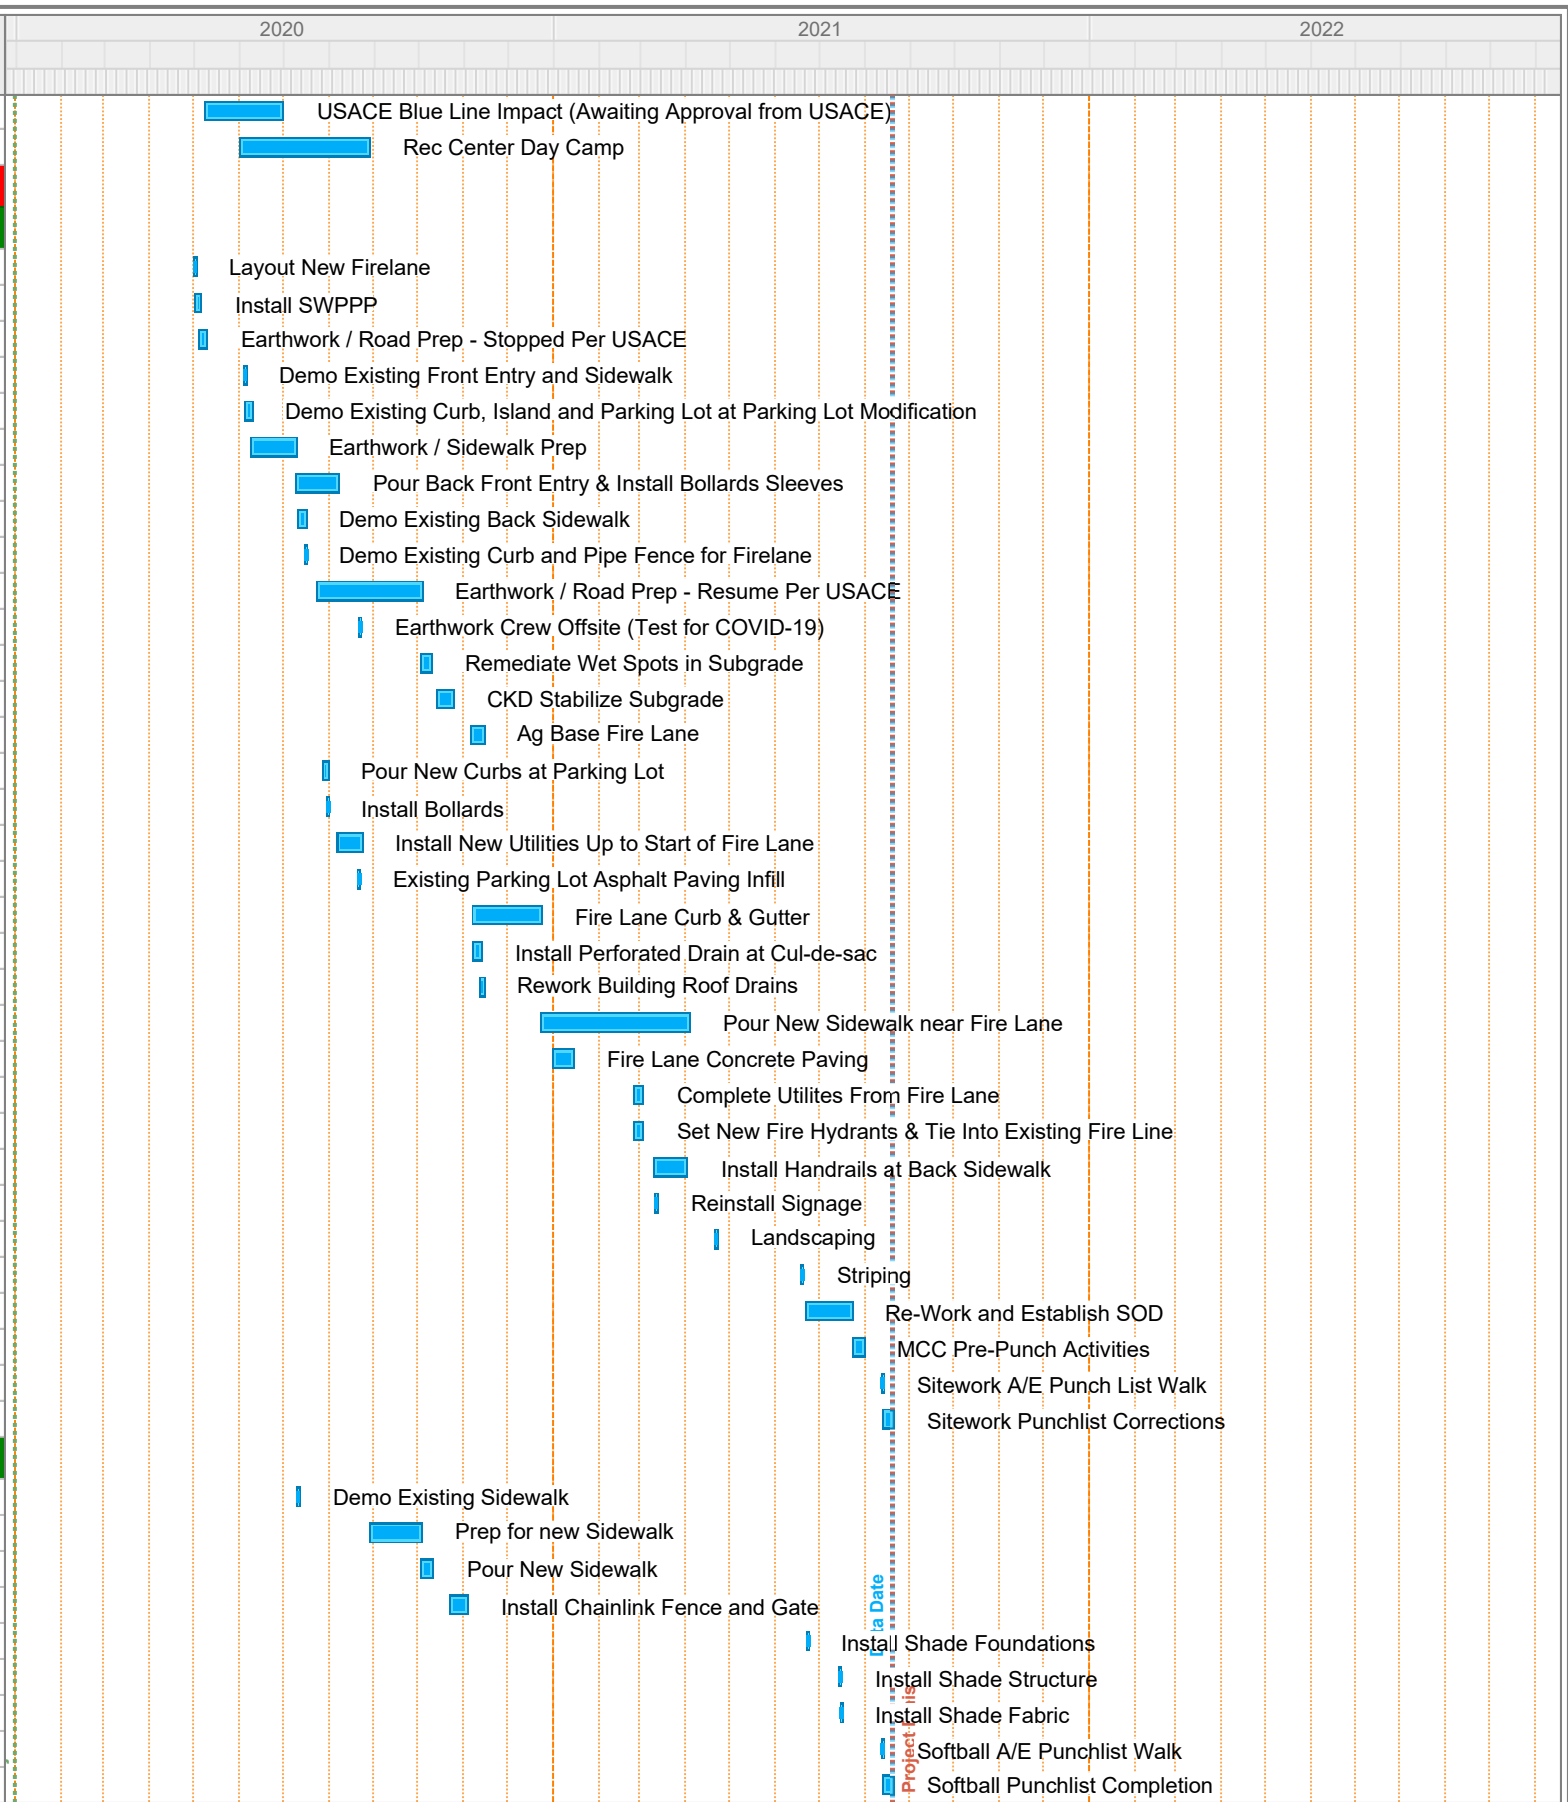 2020 2021 2022
USACE Blue Line Impact (Awaiting Approval from USACE)
Rec Center Day Camp
Layout New Firelane
Install SWPPP
Earthwork / Road Prep - Stopped Per USACE
Demo Existing Front Entry and Sidewalk
Demo Existing Curb, Island and Parking Lot at Parking Lot Modification
Earthwork / Sidewalk Prep
Pour Back Front Entry & Install Bollards Sleeves
Demo Existing Back Sidewalk
Demo Existing Curb and Pipe Fence for Firelane
Earthwork / Road Prep - Resume Per USACE
Earthwork Crew Offsite (Test for COVID-19)
Remediate Wet Spots in Subgrade
CKD Stabilize Subgrade
Ag Base Fire Lane
Pour New Curbs at Parking Lot
Install Bollards
Install New Utilities Up to Start of Fire Lane
Existing Parking Lot Asphalt Paving Infill
Fire Lane Curb & Gutter
Install Perforated Drain at Cul-de-sac
Rework Building Roof Drains
Pour New Sidewalk near Fire Lane
Fire Lane Concrete Paving
Complete Utilites From Fire Lane
Set New Fire Hydrants & Tie Into Existing Fire Line
Install Handrails at Back Sidewalk
Reinstall Signage
Landscaping
Striping
Re-Work and Establish SOD
MCC Pre-Punch Activities
Sitework A/E Punch List Walk
Sitework Punchlist Corrections
Demo Existing Sidewalk
Prep for new Sidewalk
Pour New Sidewalk
Install Chainlink Fence and Gate
Date
Install Shade Foundations
Install Shade Structure
Install Shade Fabric
Project
Softball A/E Punchlist Walk
Softball Punchlist Completion